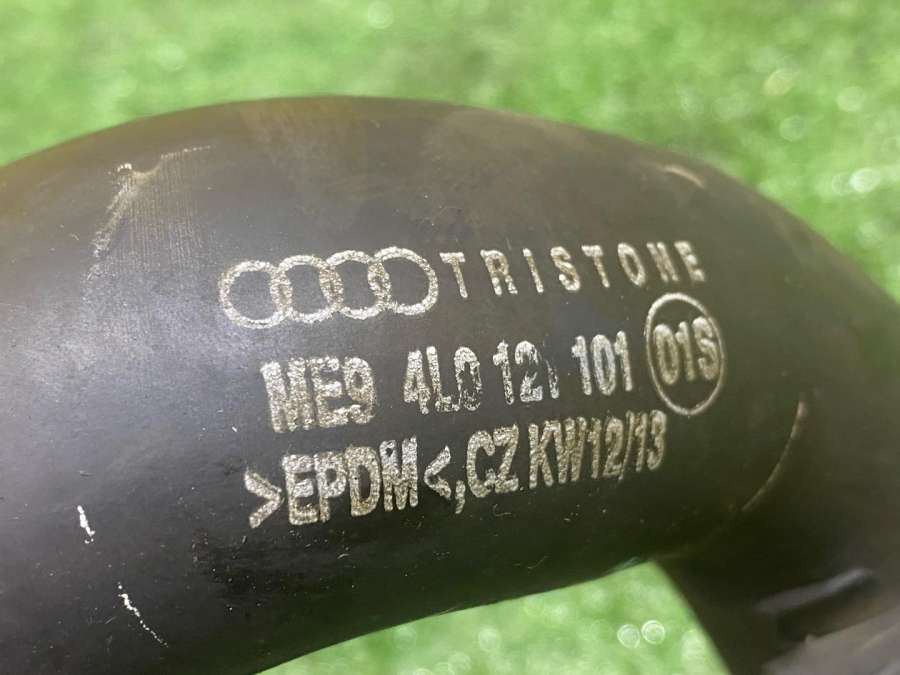 TRISTONE
ME9 4L0 121 101 01S
>EPDM<,CZ KW12/13